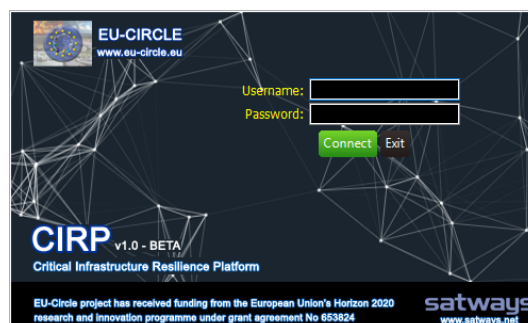 EU-CIRCLE
www.eu-circle.eu
Username:
Password:
Connect Exit
CIRP v1.0 - BETA
Critical Infrastructure Resilience Platform
EU-Circle project has received funding from the European Union's Horizon 2020
research and innovation programme under grant agreement No 653824
satways
www.satways.net